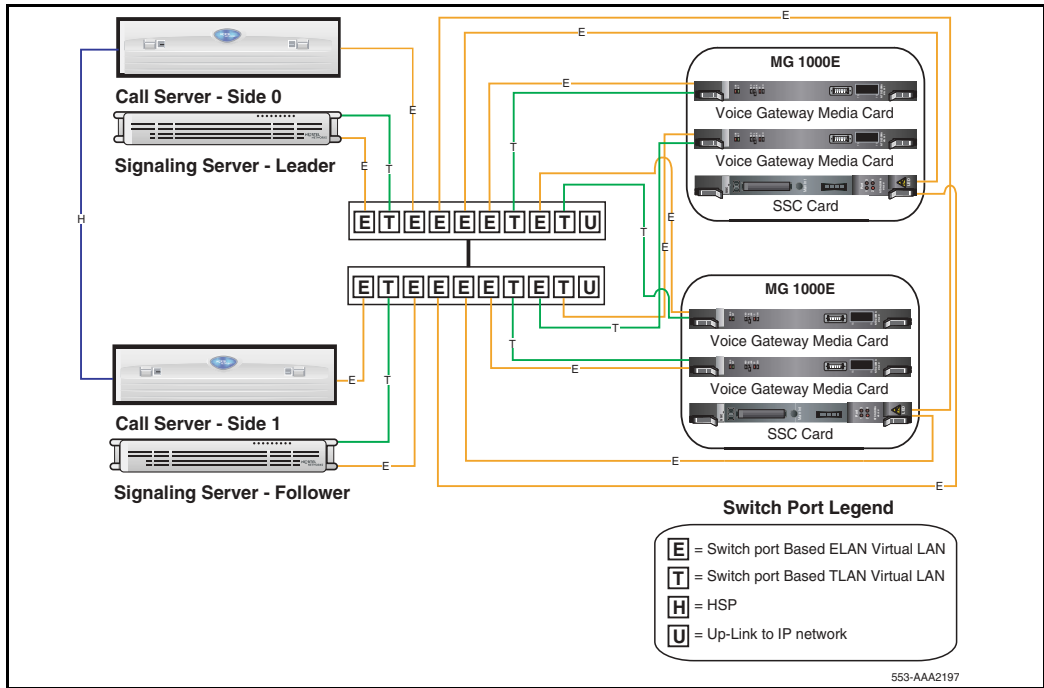 E
E
MG 1000E
E
T
Voice Gateway Media Card
E
T
Voice Gateway Media Card
SSC Card
Call Server - Side 0
E
Signaling Server - Leader
T
E
H
E T E E E E T E T U
E
T
E
E T E E E E T E T U
MG 1000E
Voice Gateway Media Card
T
T
E
Voice Gateway Media Card
SSC Card
E
T
Call Server - Side 1
E
E
E
Signaling Server - Follower
Switch Port Legend
E = Switch port Based ELAN Virtual LAN
T = Switch port Based TLAN Virtual LAN
H = HSP
U = Up-Link to IP network
553-AAA2197